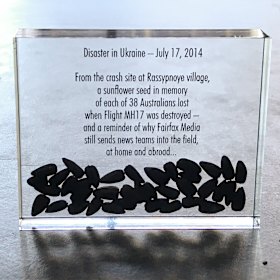 Disaster in Ukraine – July 17, 2014
From the crash site at Rassypnoye village,
a sunflower seed in memory
of each of 38 Australians lost
when Flight MH17 was destroyed –
and a reminder of why Fairfax Media
still sends news teams into the field,
at home and abroad...